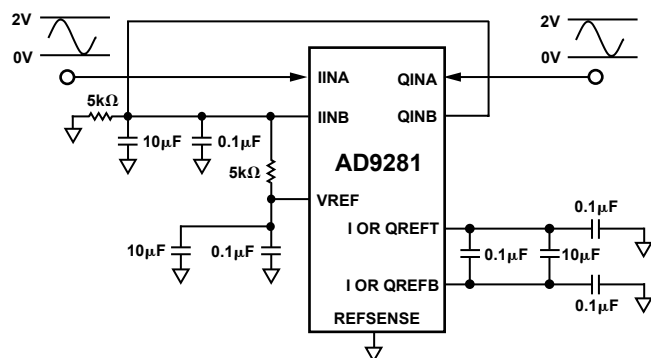 2V
0V
2V
0V
IINA
QINA
5kΩ
IINB
QINB
10μF
0.1μF
5kΩ
AD9281
VREF
10μF
0.1μF
I OR QREFT
0.1μF
0.1μF
10μF
I OR QREFB
0.1μF
REFSENSE